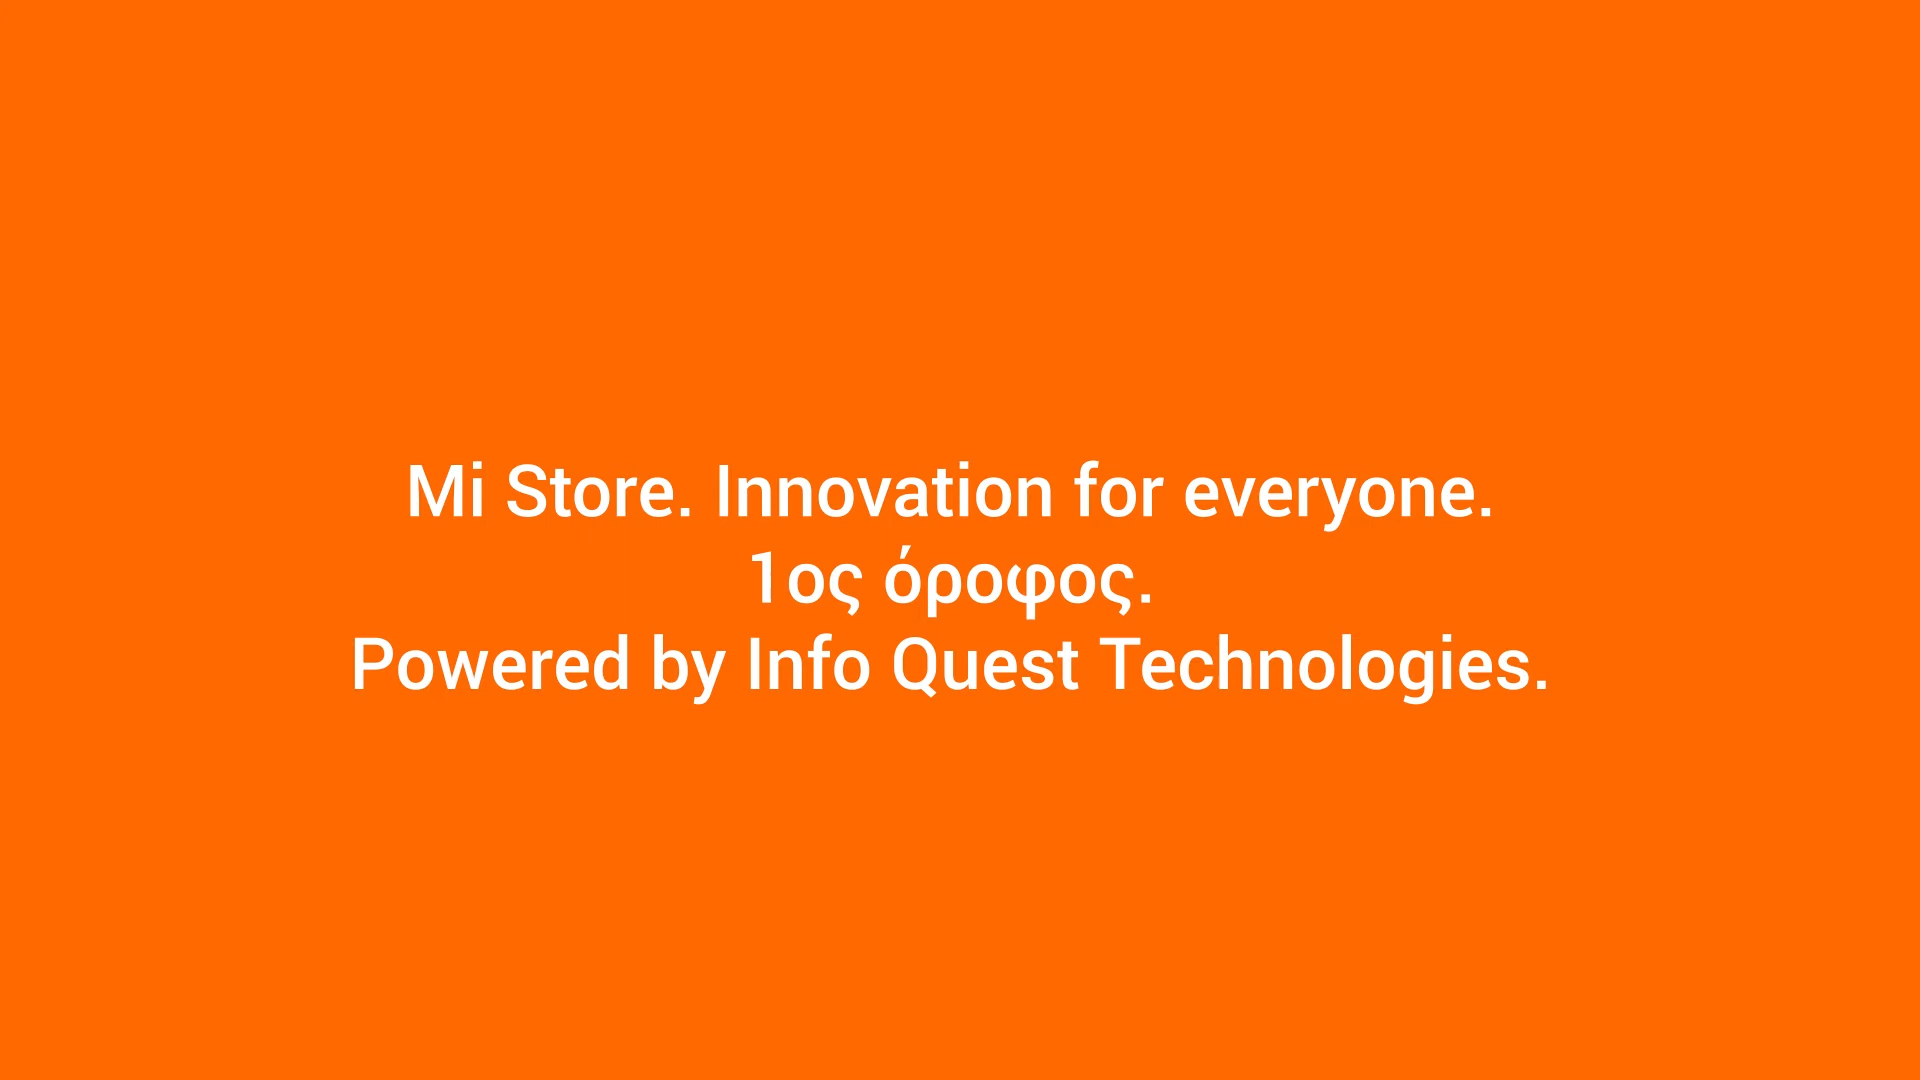 Mi Store. Innovation for everyone.
1ος όροφος.
Powered by Info Quest Technologies.